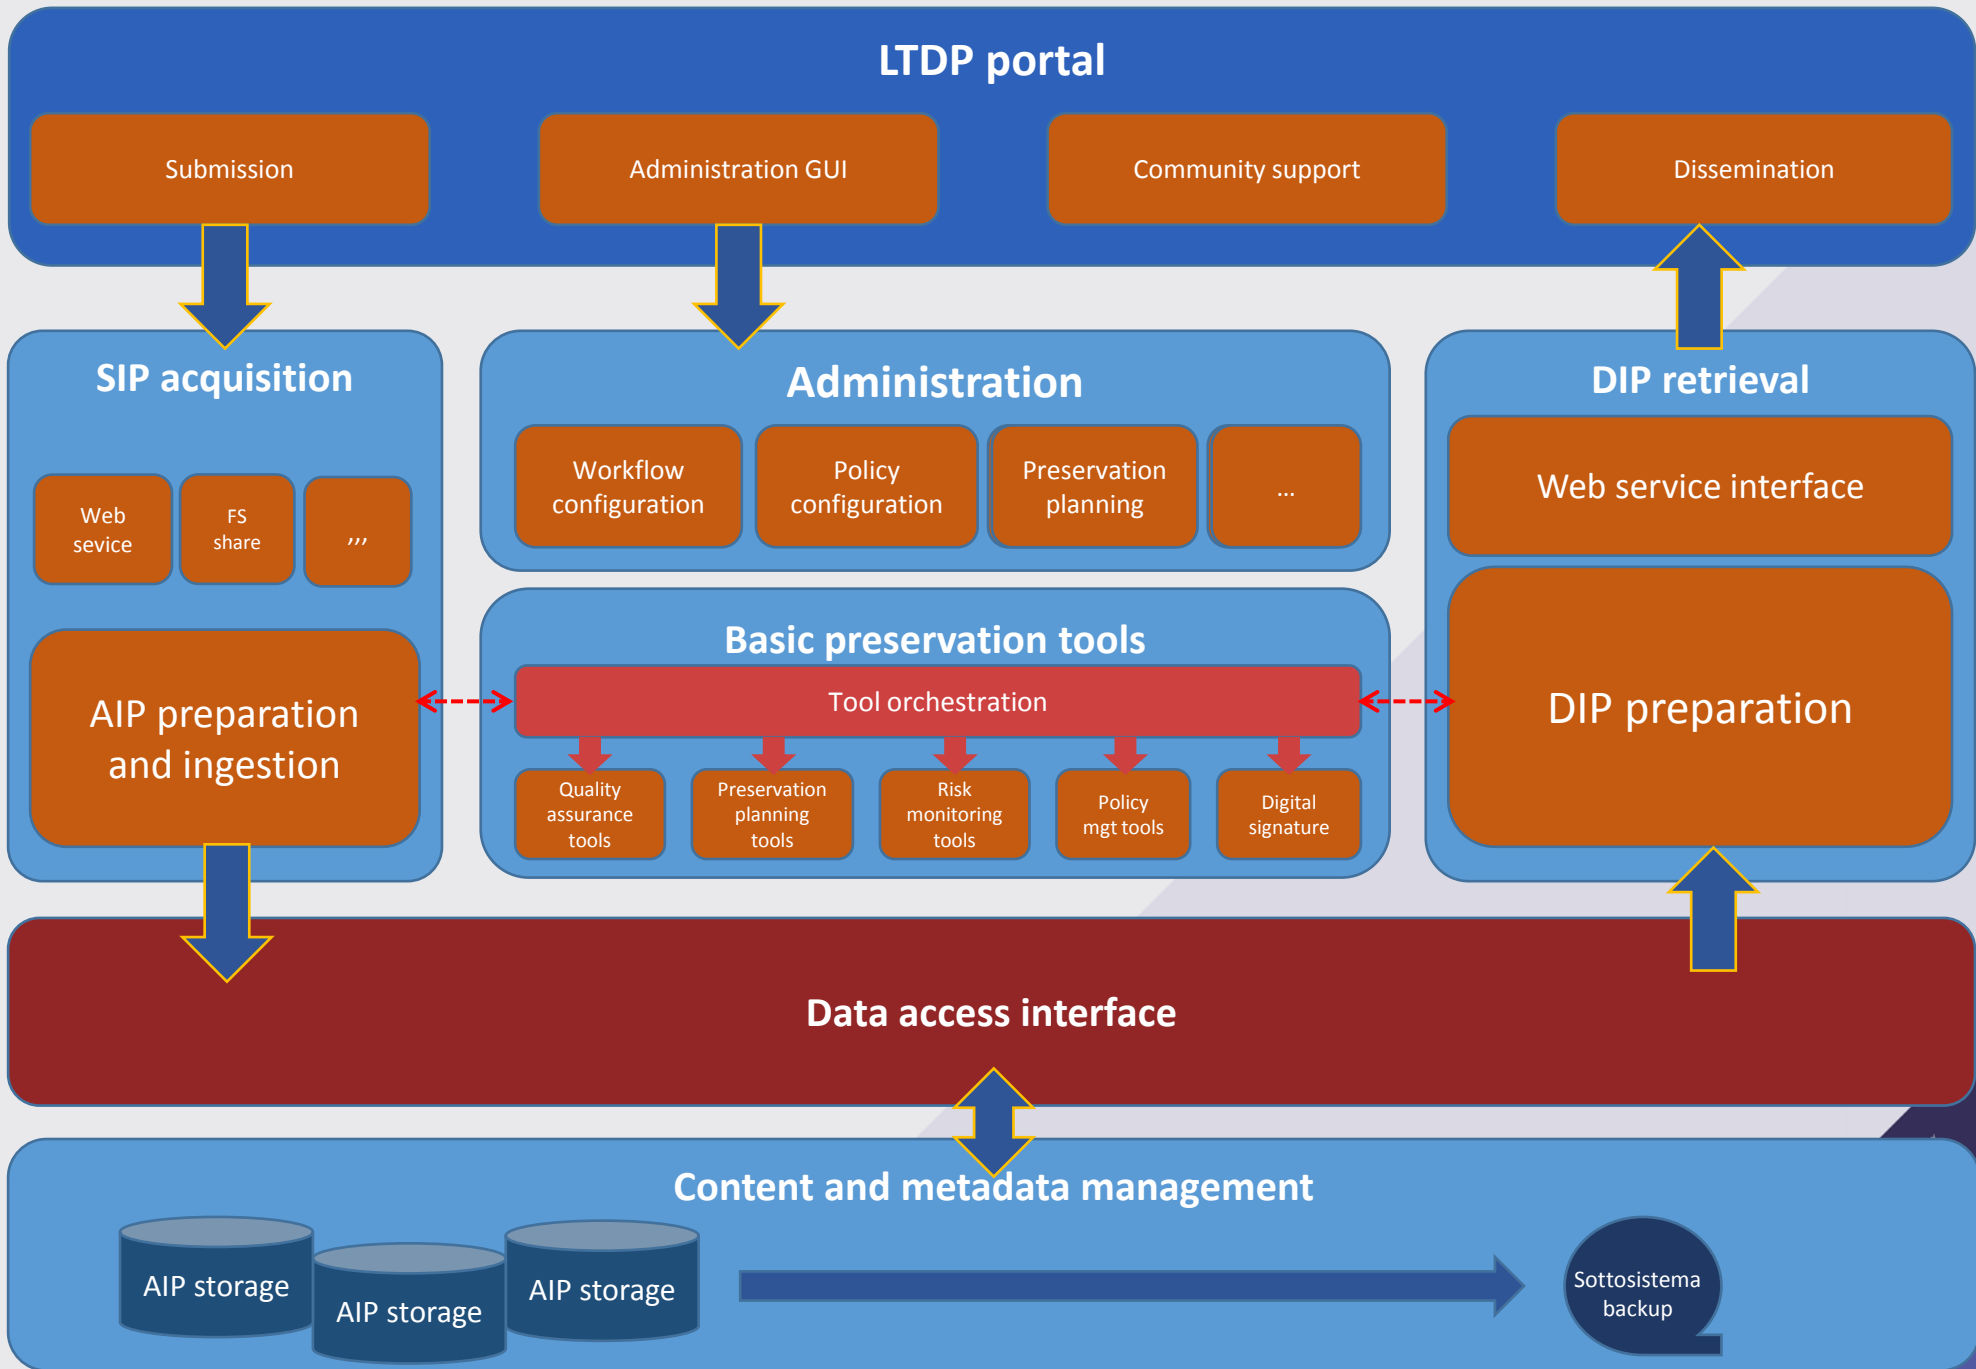 LTDP portal
Submission
Administration GUI
Community support
Dissemination
SIP acquisition
Web
sevice
FS
share
,,,
AIP preparation
and ingestion
Administration
Workflow
configuration
Policy
configuration
Preservation
planning
...
Basic preservation tools
Tool orchestration
Quality
assurance
tools
Preservation
planning
tools
Risk
monitoring
tools
Policy
mgt tools
Digital
signature
DIP retrieval
Web service interface
DIP preparation
Data access interface
Content and metadata management
AIP storage
AIP storage
AIP storage
Sottosistema
backup